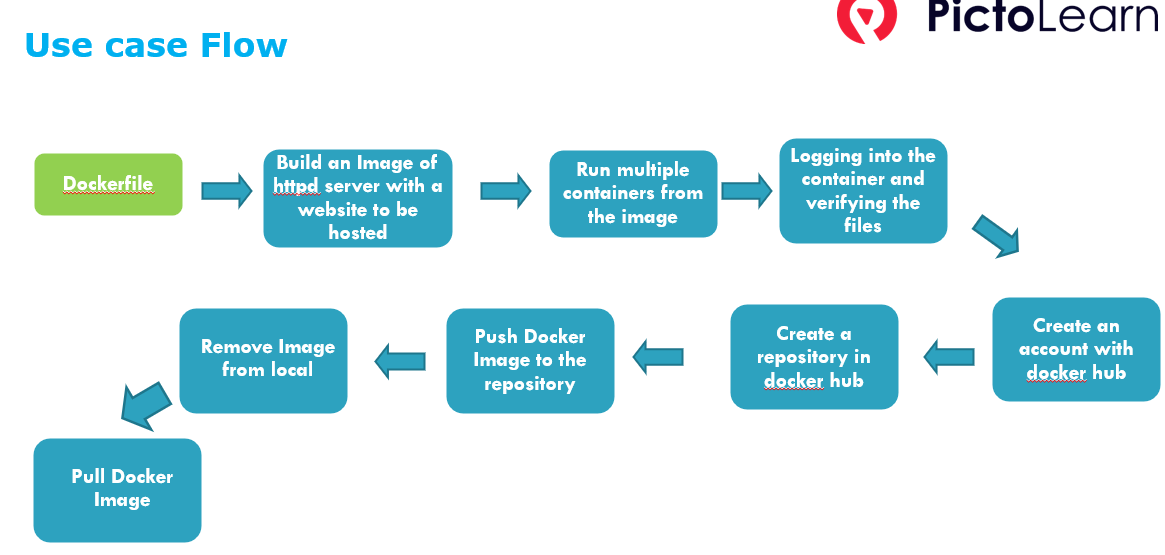 PictoLearn
Use case Flow
Dockerfile
Build an Image of
httpd server with a
website to be
hosted
Run multiple
containers from
the image
Logging into the
container and
verifying the
files
Create an
account with
docker hub
Create a
repository in
docker hub
Push Docker
Image to the
repository
Remove Image
from local
Pull Docker
Image